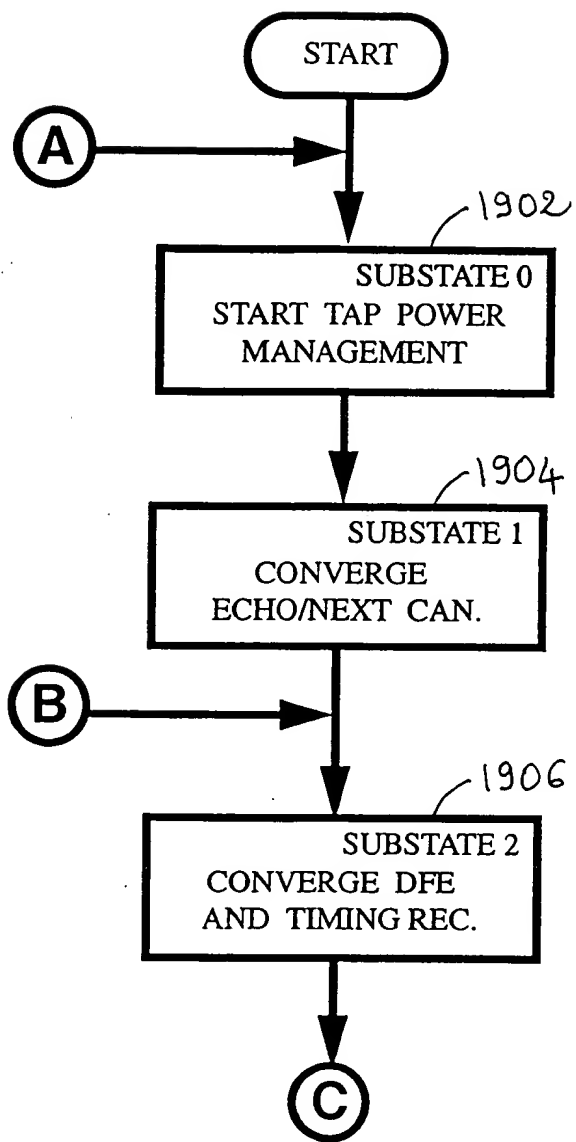 START
A
1902
SUBSTATE 0
START TAP POWER
MANAGEMENT
1904
SUBSTATE 1
CONVERGE
ECHO/NEXT CAN.
B
1906
SUBSTATE 2
CONVERGE DFE
AND TIMING REC.
C